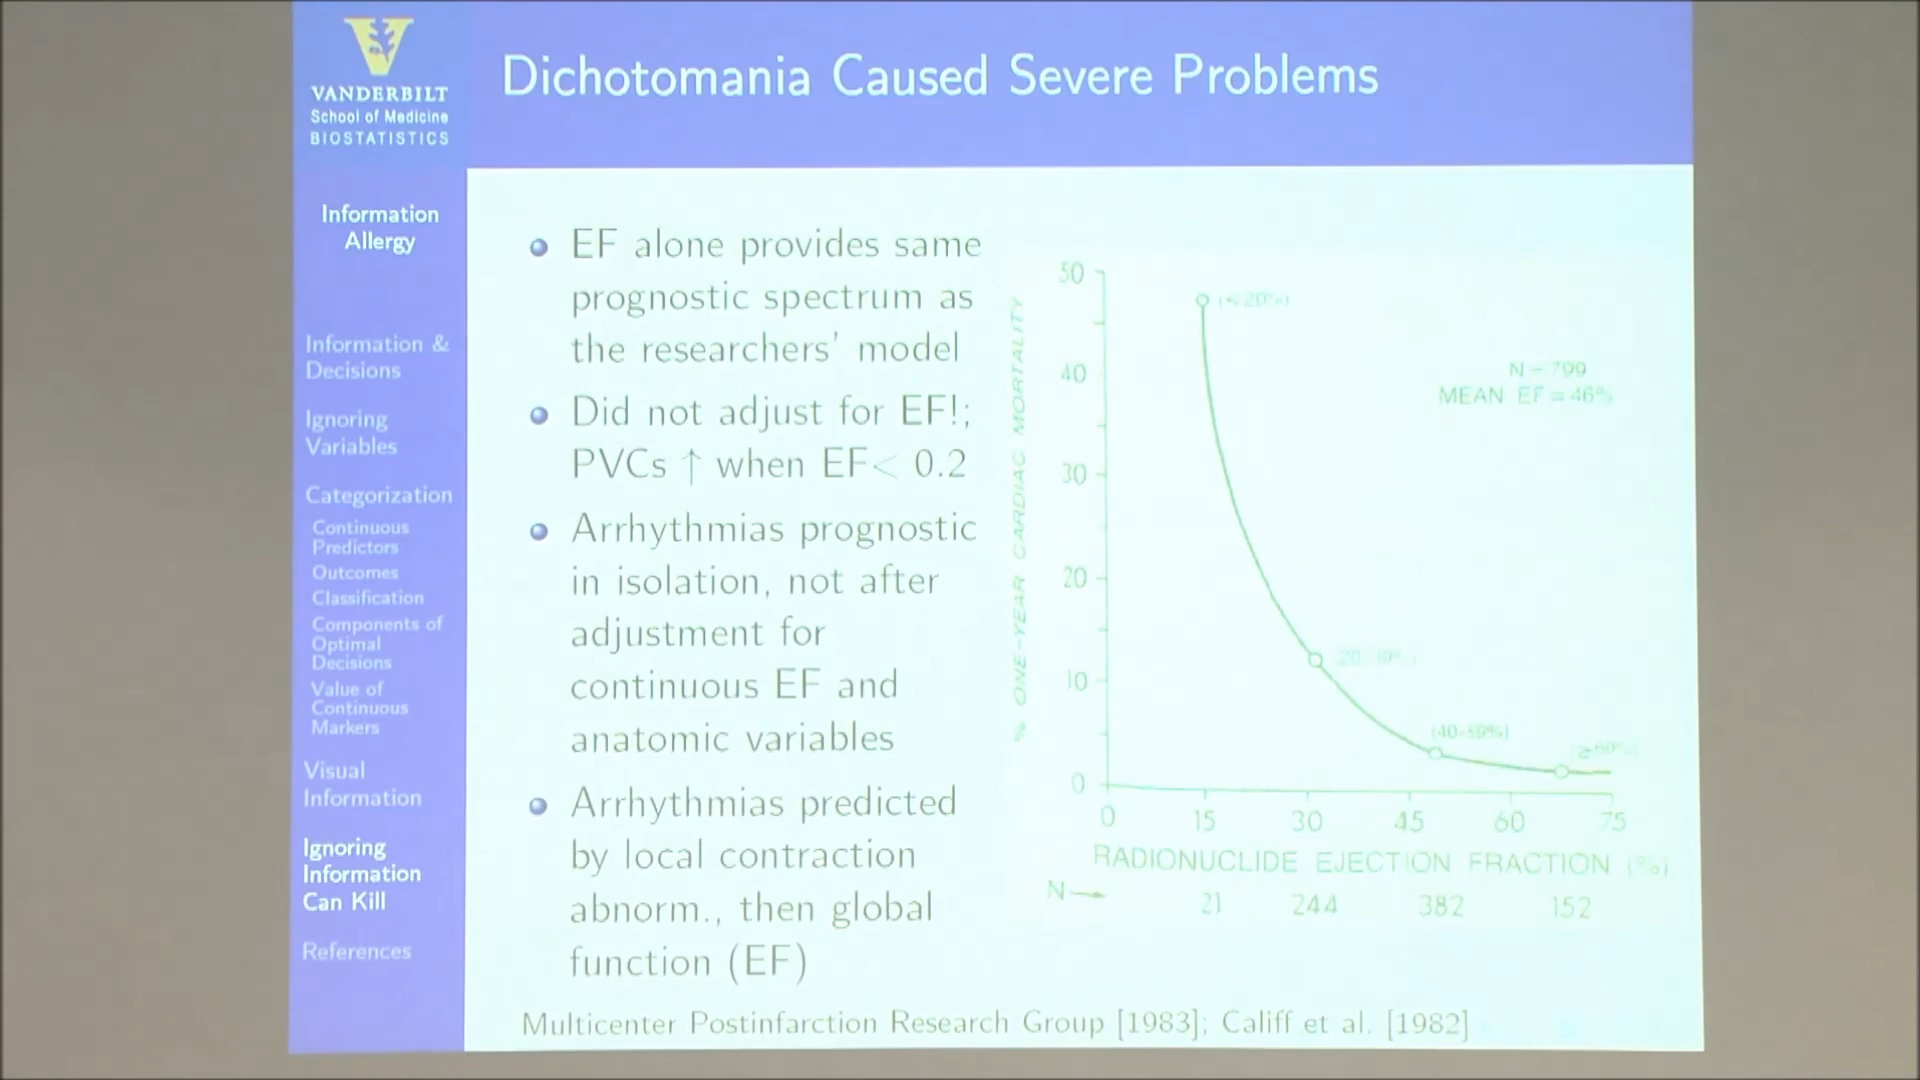 VANDERBILT
School of Medicine
BIOSTATISTICS
Dichotomania Caused Severe Problems
Information
Allergy
Information &
Decisions
Ignoring
Variables
Categorization
Continuous
Predictors
Outcomes
Classification
Components of
Optimal
Decisions
Value of
Continuous
Markers
Visual
Information
Ignoring
Information
Can Kill
References
EF alone provides same
prognostic spectrum as
the researchers' model
Did not adjust for EF!;
PVCs ↑ when EF< 0.2
Arrhythmias prognostic
in isolation, not after
adjustment for
continuous EF and
anatomic variables
Arrhythmias predicted
by local contraction
abnorm., then global
function (EF)
% ONE-YEAR CARDIAC MORTALITY
50
40
30
20
10
0
(<20%)
N = 799
MEAN EF = 46%
(40-59%)
(≥60%)
0 15 30 45 60 75
RADIONUCLIDE EJECTION FRACTION (%)
N→ 21 244 382 152
Multicenter Postinfarction Research Group [1983]; Califf et al. [1982]